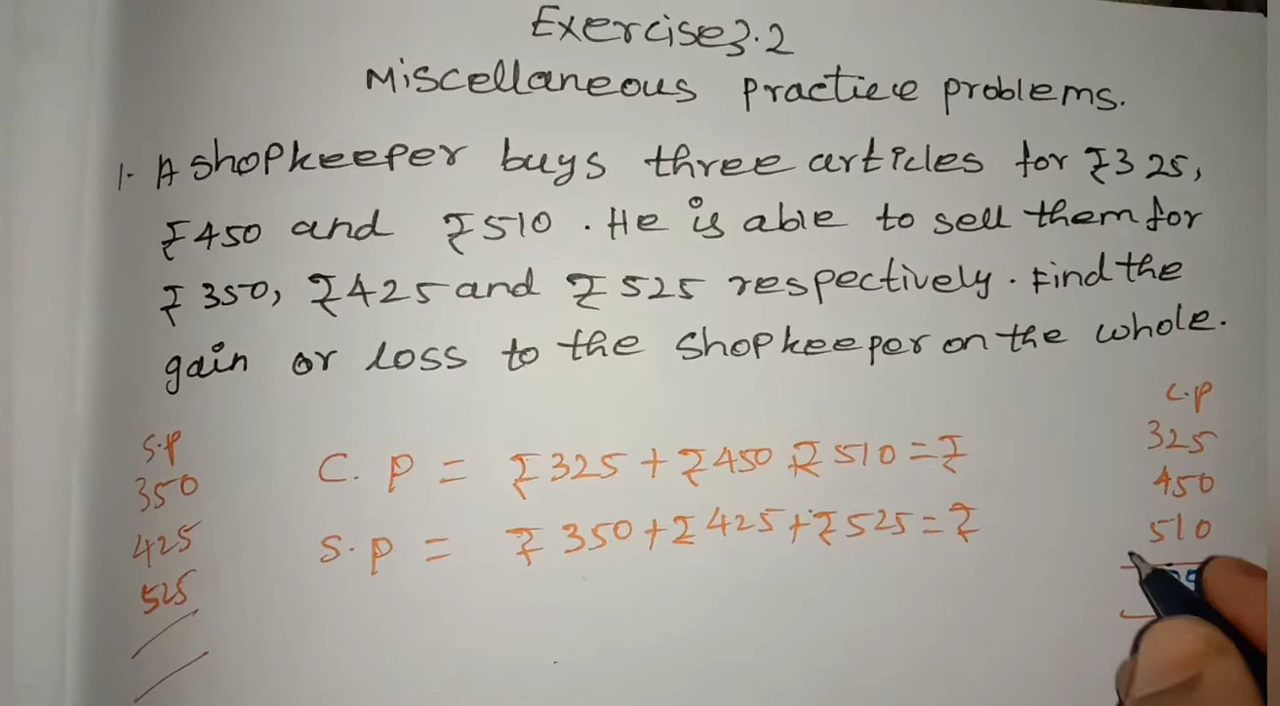 Exercise3.2
Miscellaneous practice problems.
1. A shopkeeper buys three articles for ₹325,
₹450 and ₹510. He is able to sell them for
₹350, ₹425 and ₹525 respectively. Find the
gain or loss to the shopkeeper on the whole.
S.P
350
425
525
C.P = ₹325+₹450 ₹510=₹
S.P = ₹350+₹425+₹525=₹
C.P
325
450
510